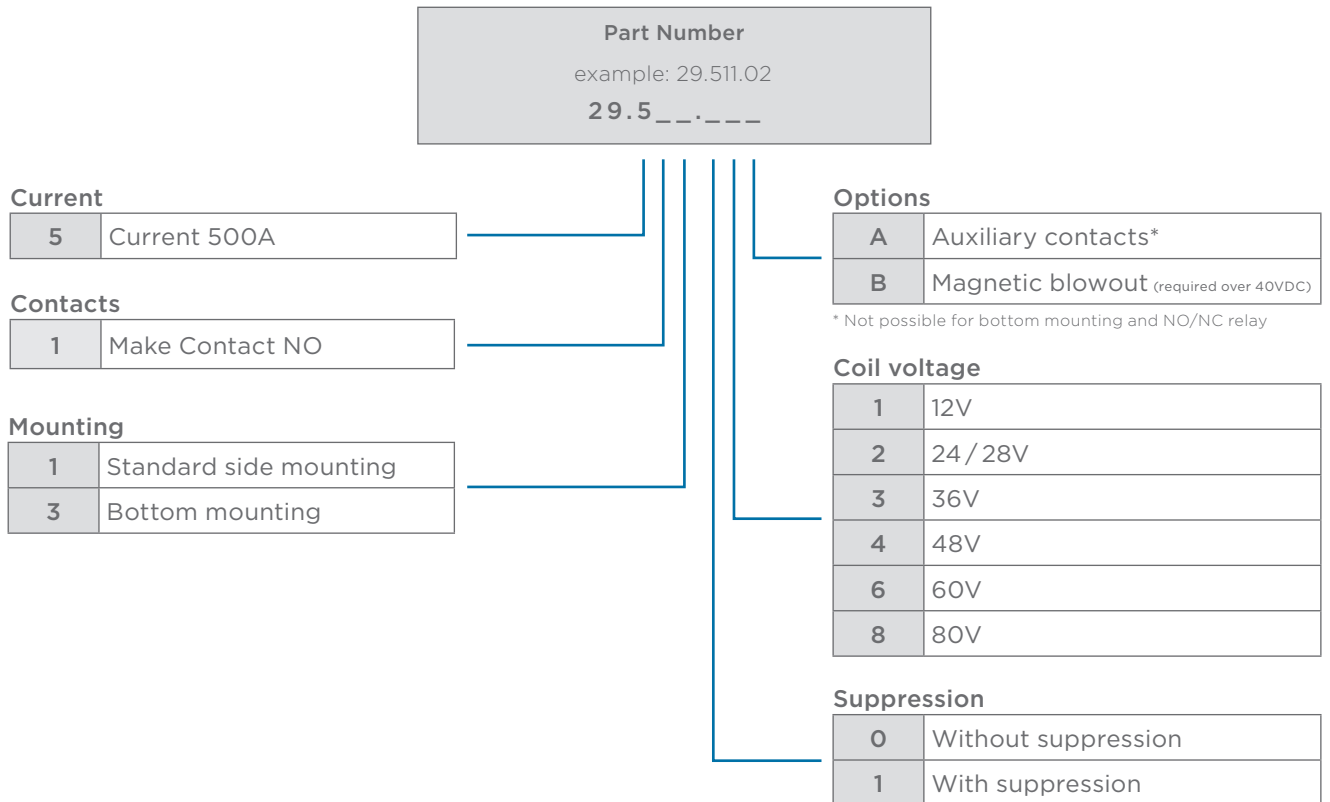 Part Number
example: 29.511.02
29.5__.___
Current
5 Current 500A
Contacts
1 Make Contact NO
Mounting
1 Standard side mounting
3 Bottom mounting
Options
A Auxiliary contacts*
B Magnetic blowout (required over 40VDC)
* Not possible for bottom mounting and NO/NC relay
Coil voltage
1 12V
2 24 / 28V
3 36V
4 48V
6 60V
8 80V
Suppression
0 Without suppression
1 With suppression